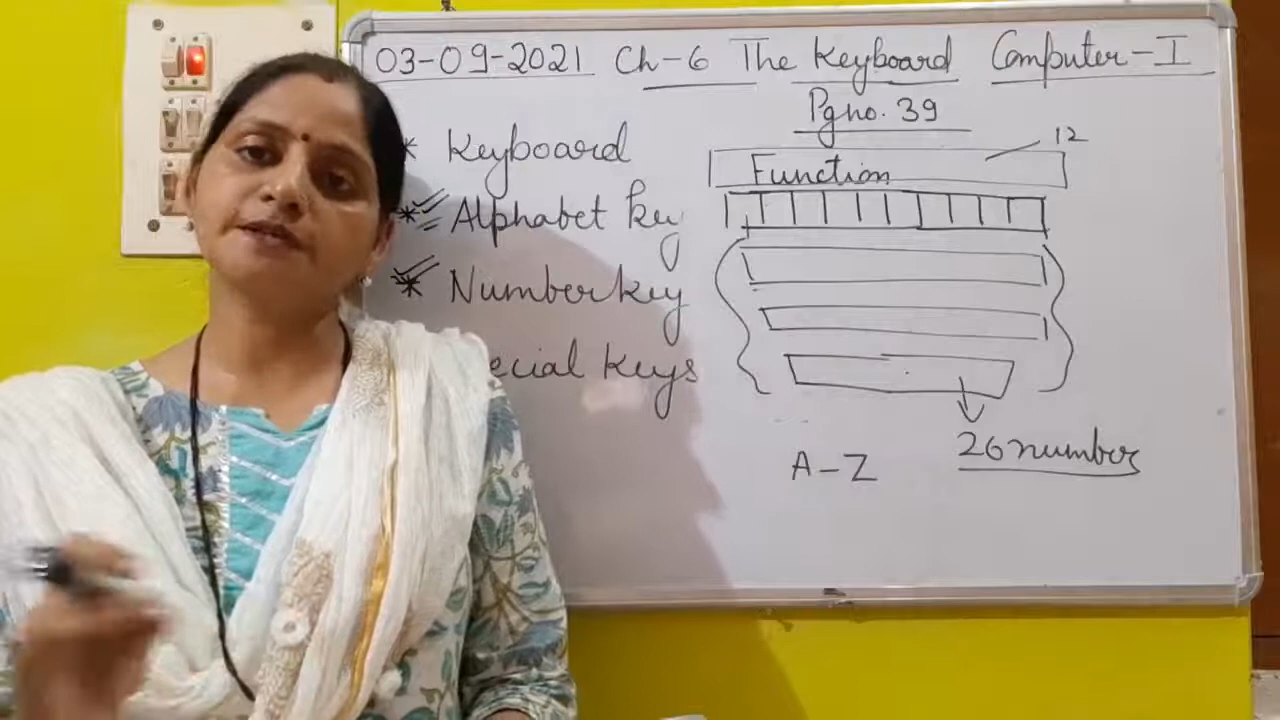 03-09-2021 Ch-6 The Keyboard Computer-I
Pg no. 39
* Keyboard
* Alphabet key
* Number key
ecial keys
12
Function
26 number
A-Z